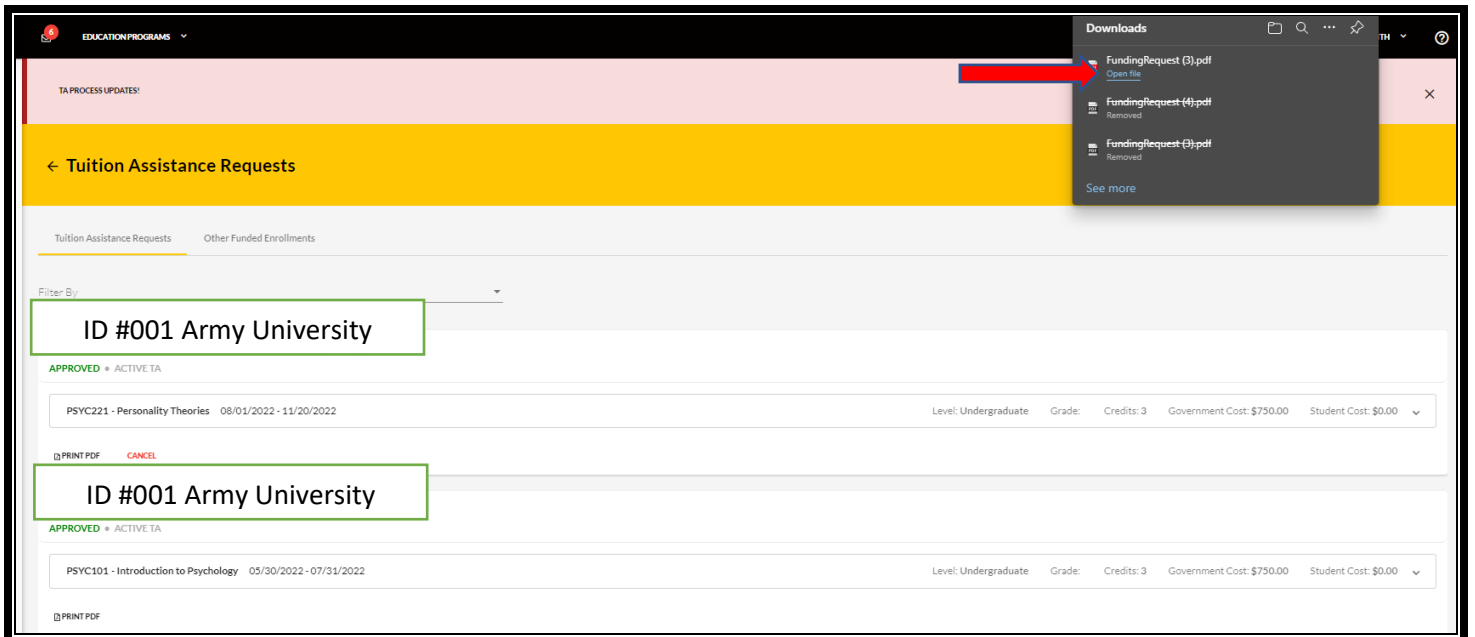 6
EDUCATION PROGRAMS
TH
Downloads
FundingRequest (3).pdf
Open file
FundingRequest (4).pdf
Removed
FundingRequest (3).pdf
Removed
See more
TA PROCESS UPDATES!
← Tuition Assistance Requests
Tuition Assistance Requests Other Funded Enrollments
Filter By
ID #001 Army University
APPROVED • ACTIVE TA
PSYC221 - Personality Theories 08/01/2022 - 11/20/2022 Level: Undergraduate Grade: Credits: 3 Government Cost: $750.00 Student Cost: $0.00
PRINT PDF CANCEL
ID #001 Army University
APPROVED • ACTIVE TA
PSYC101 - Introduction to Psychology 05/30/2022 - 07/31/2022 Level: Undergraduate Grade: Credits: 3 Government Cost: $750.00 Student Cost: $0.00
PRINT PDF